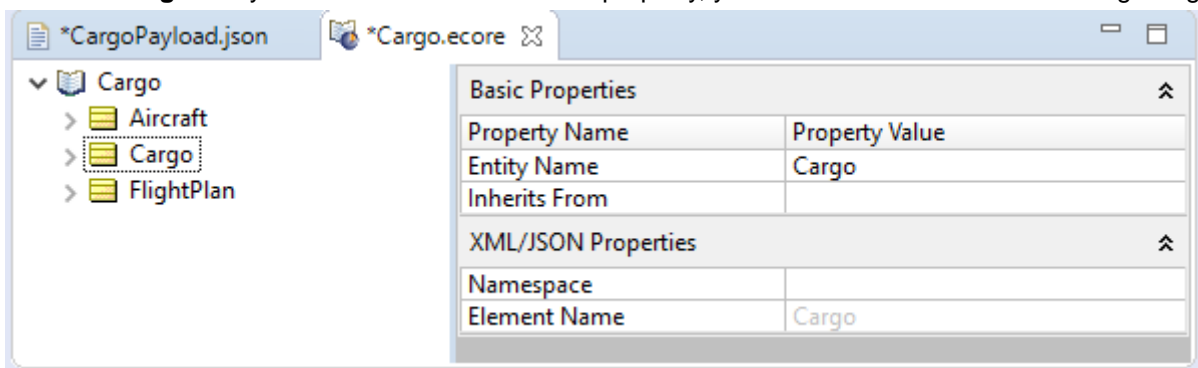 *CargoPayload.json *Cargo.ecore
Cargo
Aircraft
Cargo
FlightPlan
Basic Properties
Property Name Property Value
Entity Name Cargo
Inherits From
XML/JSON Properties
Namespace
Element Name Cargo